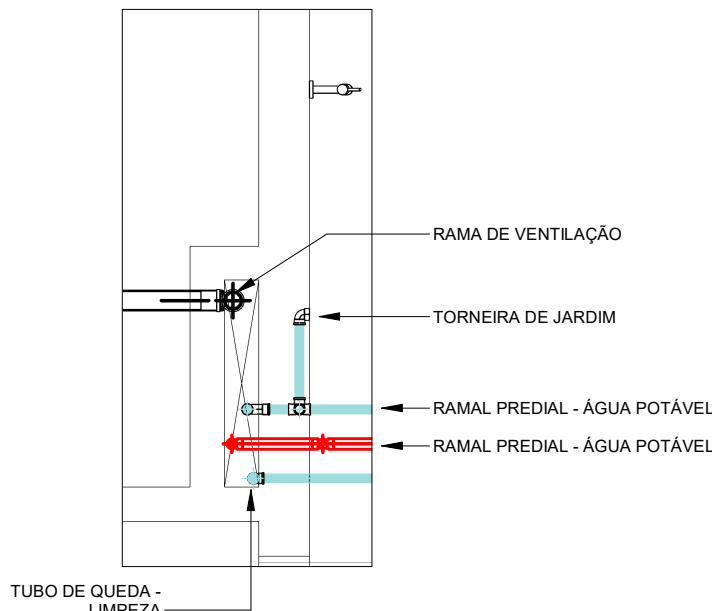 RAMA DE VENTILAÇÃO
TORNEIRA DE JARDIM
RAMAL PREDIAL - ÁGUA POTÁVEL
RAMAL PREDIAL - ÁGUA POTÁVEL
TUBO DE QUEDA -
LIMPEZA